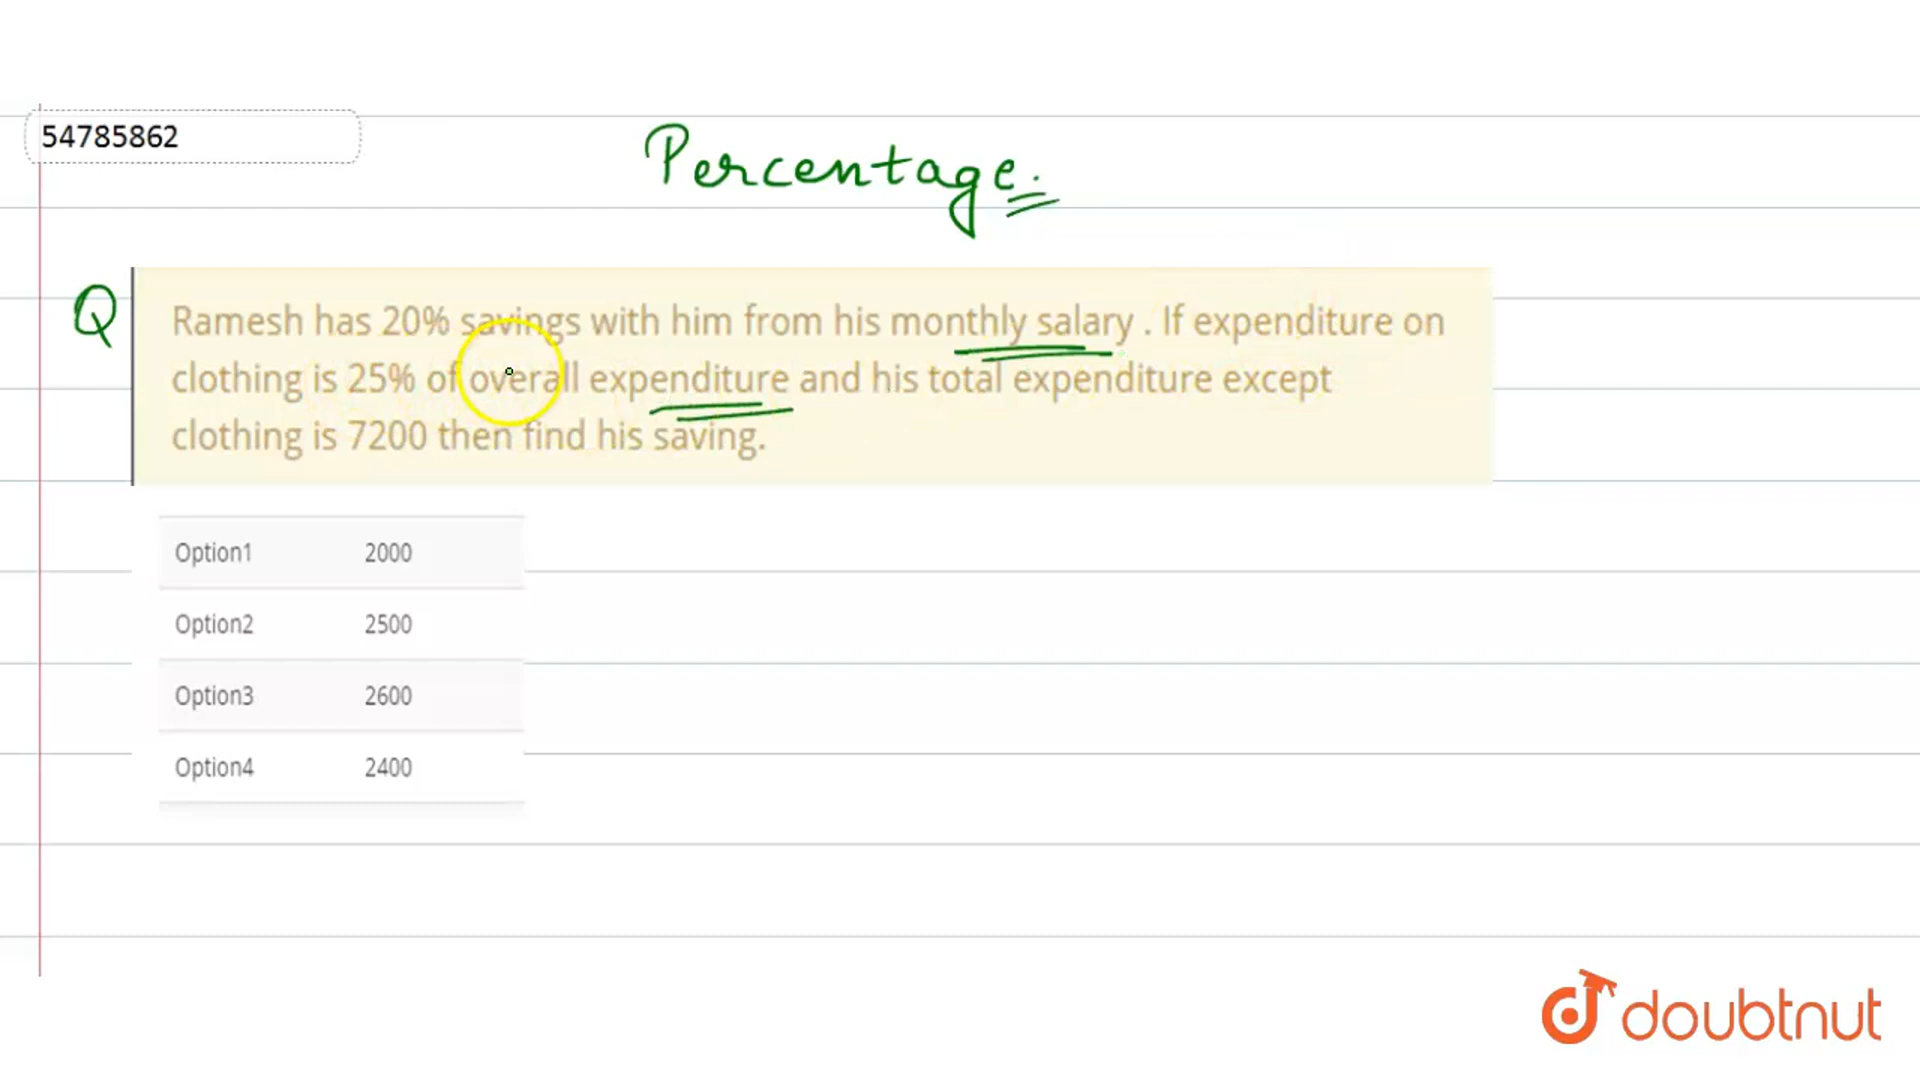 54785862
Percentage.
Q
Ramesh has 20% savings with him from his monthly salary . If expenditure on
clothing is 25% of overall expenditure and his total expenditure except
clothing is 7200 then find his saving.
Option1 2000
Option2 2500
Option3 2600
Option4 2400
doubtnut